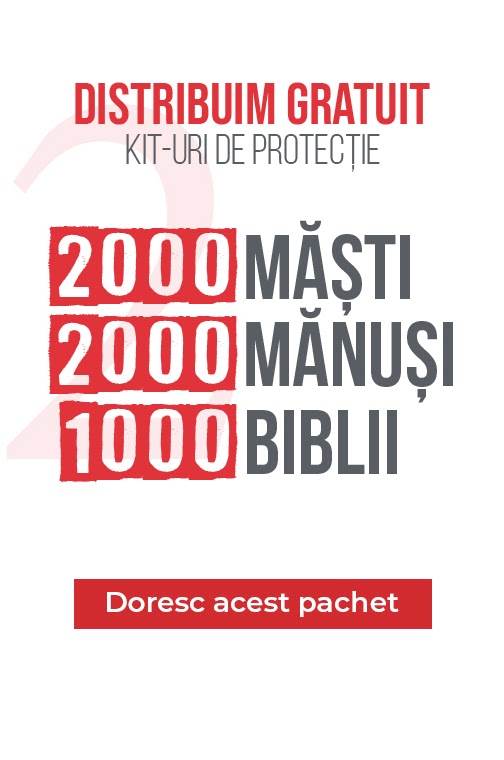 DISTRIBUIM GRATUIT
KIT-URI DE PROTECȚIE
2000 MĂȘTI
2000 MĂNUȘI
1000 BIBLII
Doresc acest pachet